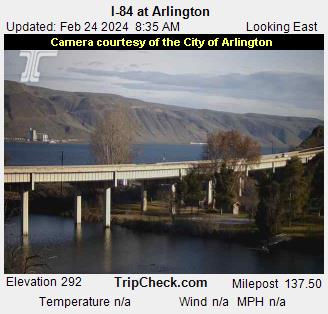 I-84 at Arlington
Updated: Feb 24 2024 8:35 AM Looking East
Camera courtesy of the City of Arlington
Elevation 292 TripCheck.com Milepost 137.50
Temperature n/a Wind n/a MPH n/a